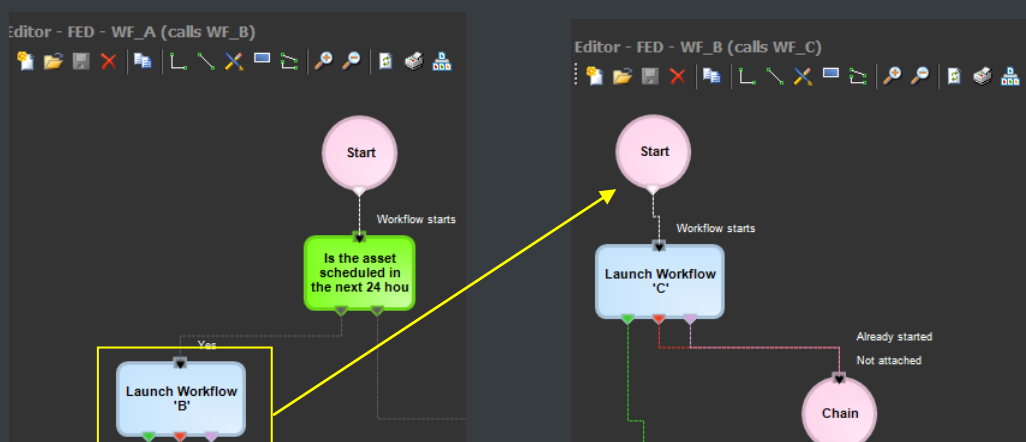 Editor - FED - WF_A (calls WF_B)
Start
Workflow starts
Is the asset
scheduled in
the next 24 hou
Yes
Launch Workflow
'B'
Editor - FED - WF_B (calls WF_C)
Start
Workflow starts
Launch Workflow
'C'
Already started
Not attached
Chain